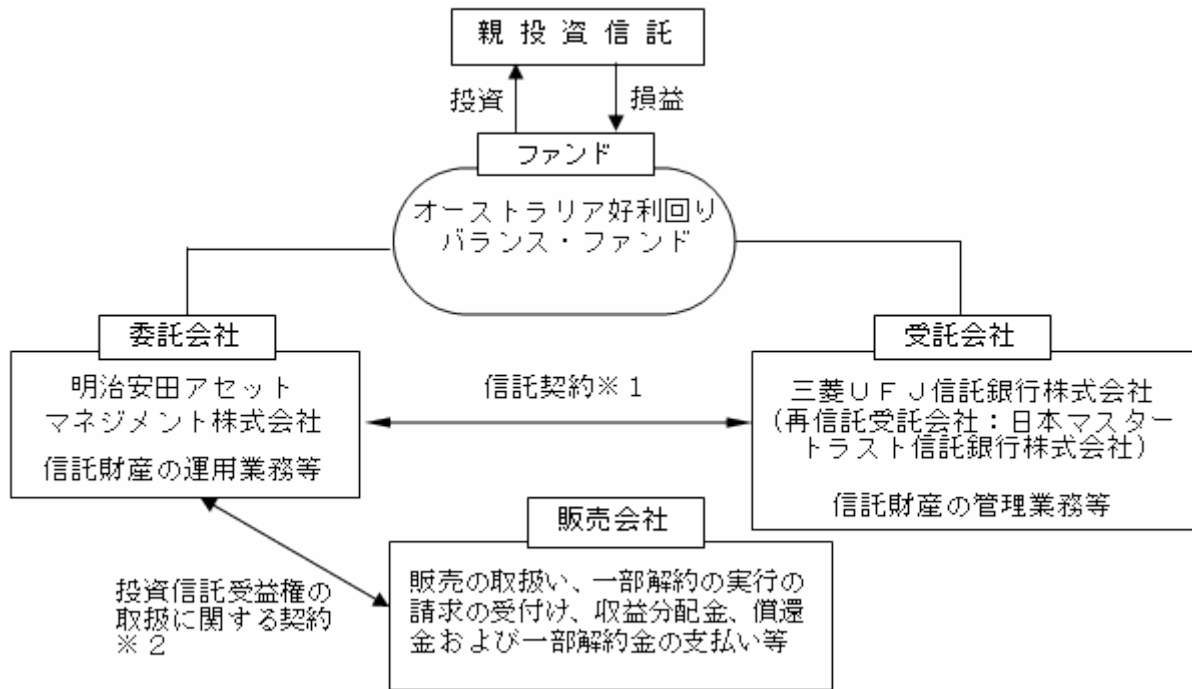 親投資信託
投資
損益
ファンド
オーストラリア好利回り
バランス・ファンド
委託会社
明治安田アセット
マネジメント株式会社
信託財産の運用業務等
信託契約※1
受託会社
三菱UFJ信託銀行株式会社
(再信託受託会社：日本マスター
トラスト信託銀行株式会社)
信託財産の管理業務等
投資信託受益権の
取扱に関する契約
※2
販売会社
販売の取扱い、一部解約の実行の
請求の受付け、収益分配金、償還
金および一部解約金の支払い等